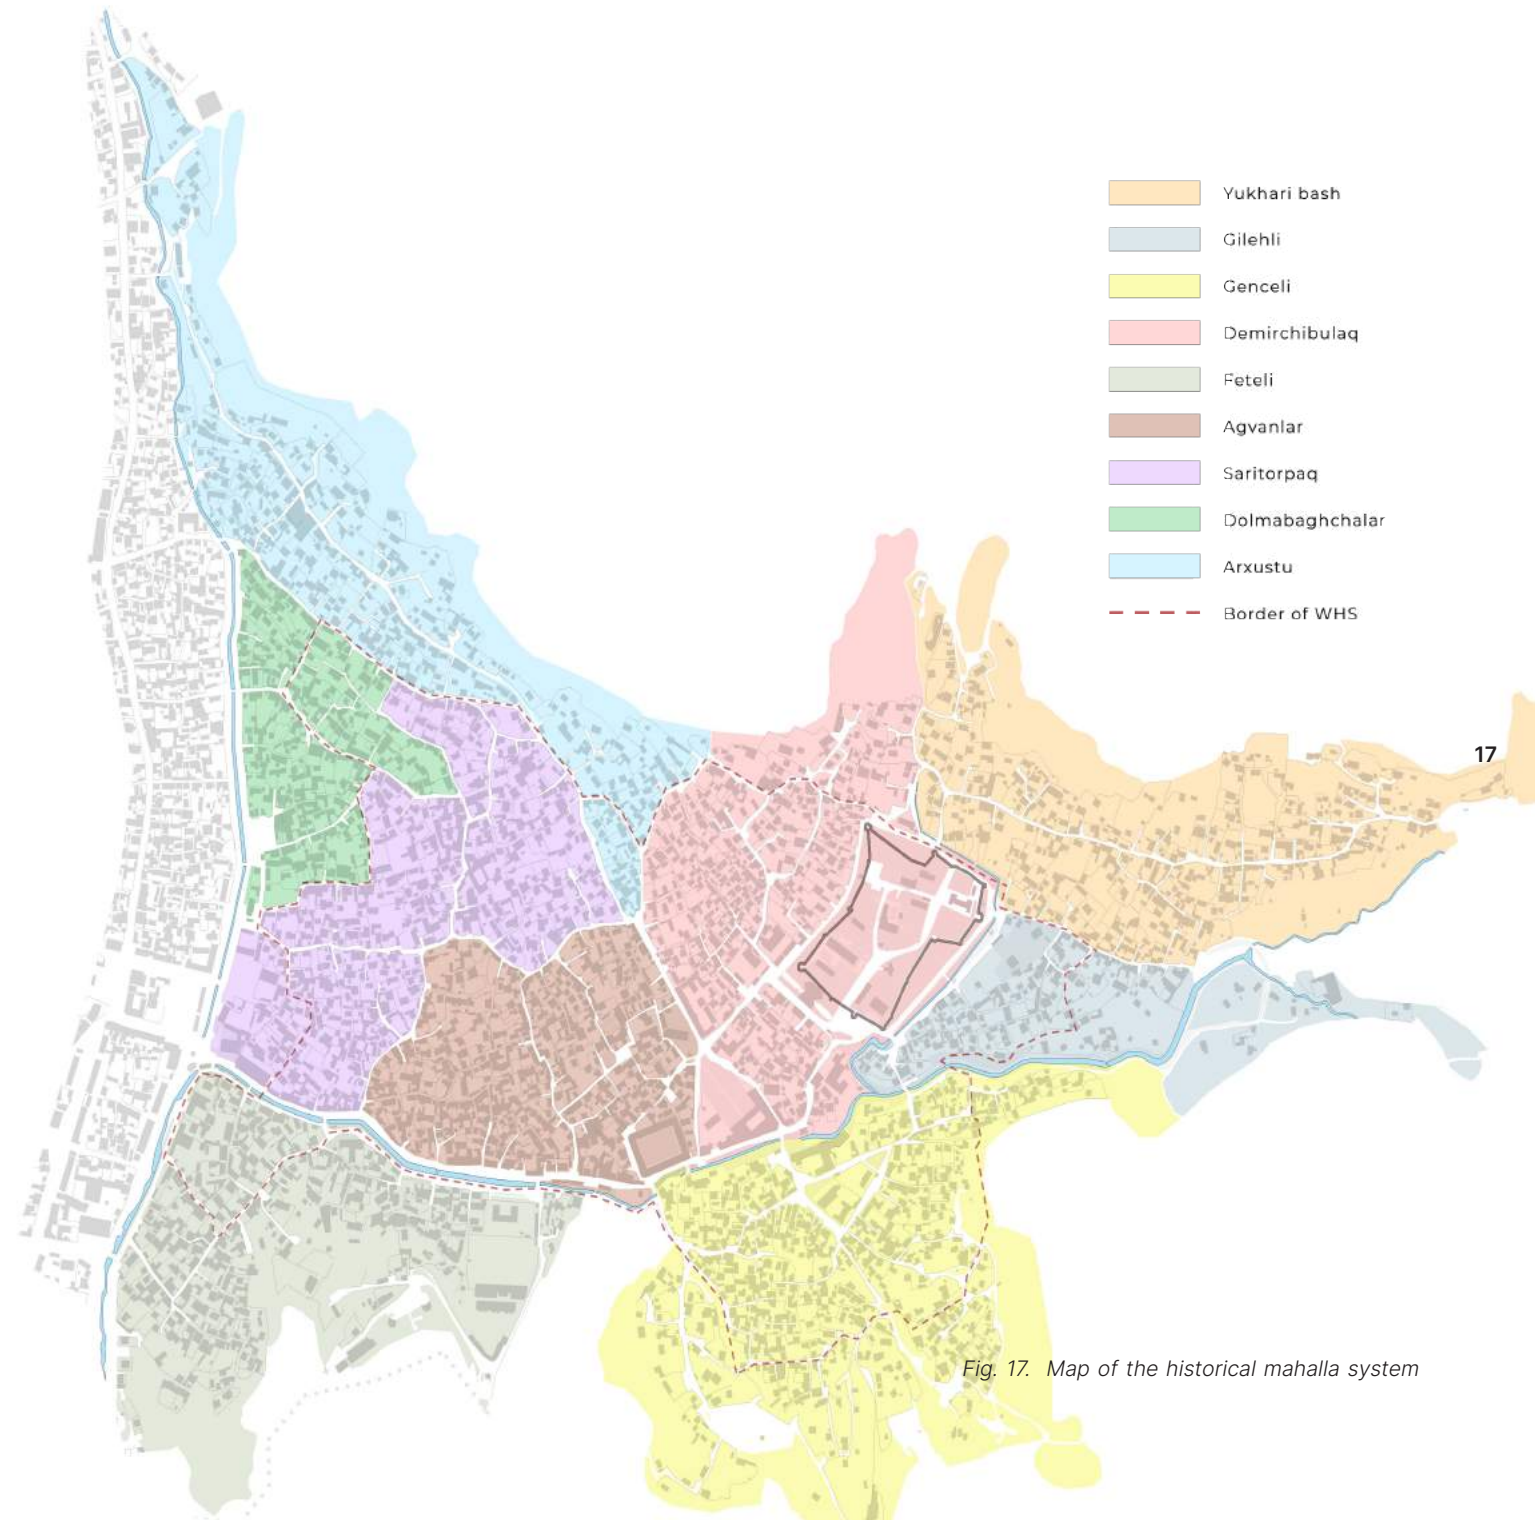 Yukhari bash
Gilehli
Genceli
Demirchibulaq
Feteli
Agvanlar
Saritorpaq
Dolmabaghchalar
Arxustu
Border of WHS
17
Fig. 17. Map of the historical mahalla system